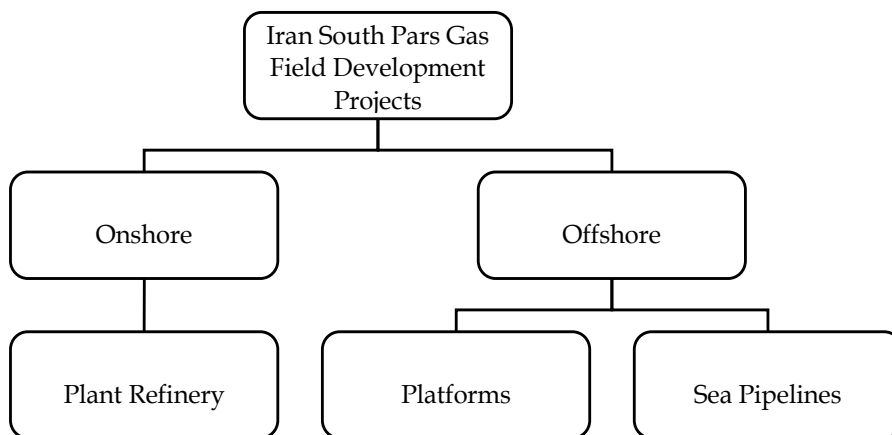 Iran South Pars Gas
Field Development
Projects
Onshore
Offshore
Plant Refinery
Platforms
Sea Pipelines